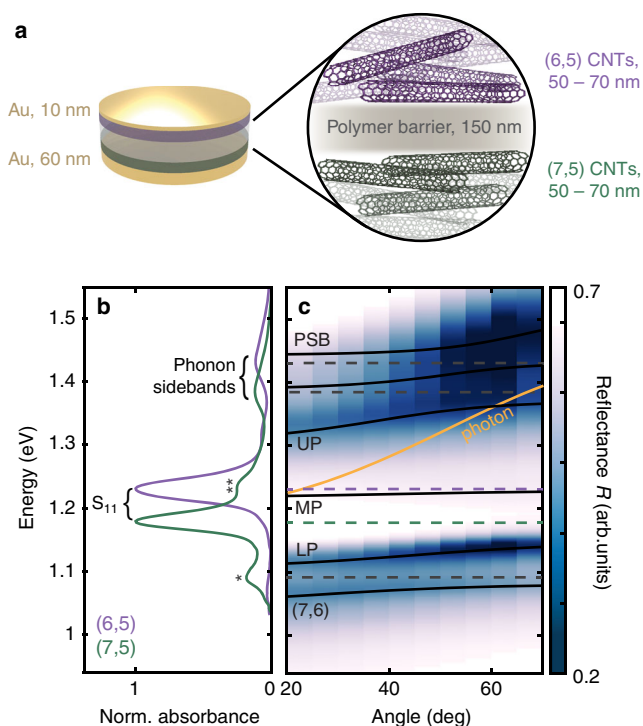 a
Au, 10 nm
Au, 60 nm
Polymer barrier, 150 nm
(6,5) CNTs,
50 – 70 nm
(7,5) CNTs,
50 – 70 nm
b
Energy (eV)
1.5
1.4
1.3
1.2
1.1
1
Phonon
sidebands
S11
**
*
(6,5)
(7,5)
1
0
Norm. absorbance
c
PSB
UP
photon
MP
LP
(7,6)
20
40
60
Angle (deg)
0.7
Reflectance R (arb.units)
0.2